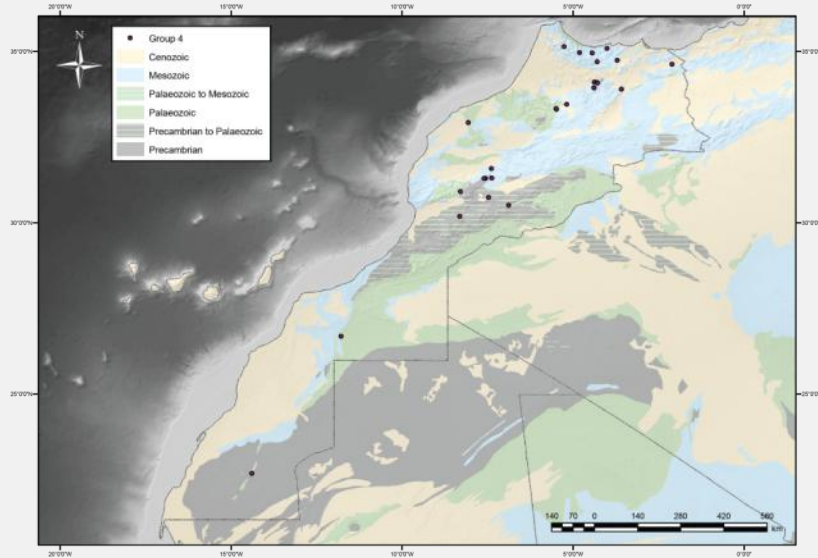 20°0'0"W 15°0'0"W 10°0'0"W 5°0'0"W 0°0'0"
N
Group 4
Cenozoic
Mesozoic
Palaeozoic to Mesozoic
Palaeozoic
Precambrian to Palaeozoic
Precambrian
35°0'0"N 35°0'0"N
30°0'0"N 30°0'0"N
25°0'0"N 25°0'0"N
140 70 0 140 280 420 560
km
20°0'0"W 15°0'0"W 10°0'0"W 5°0'0"W 0°0'0"